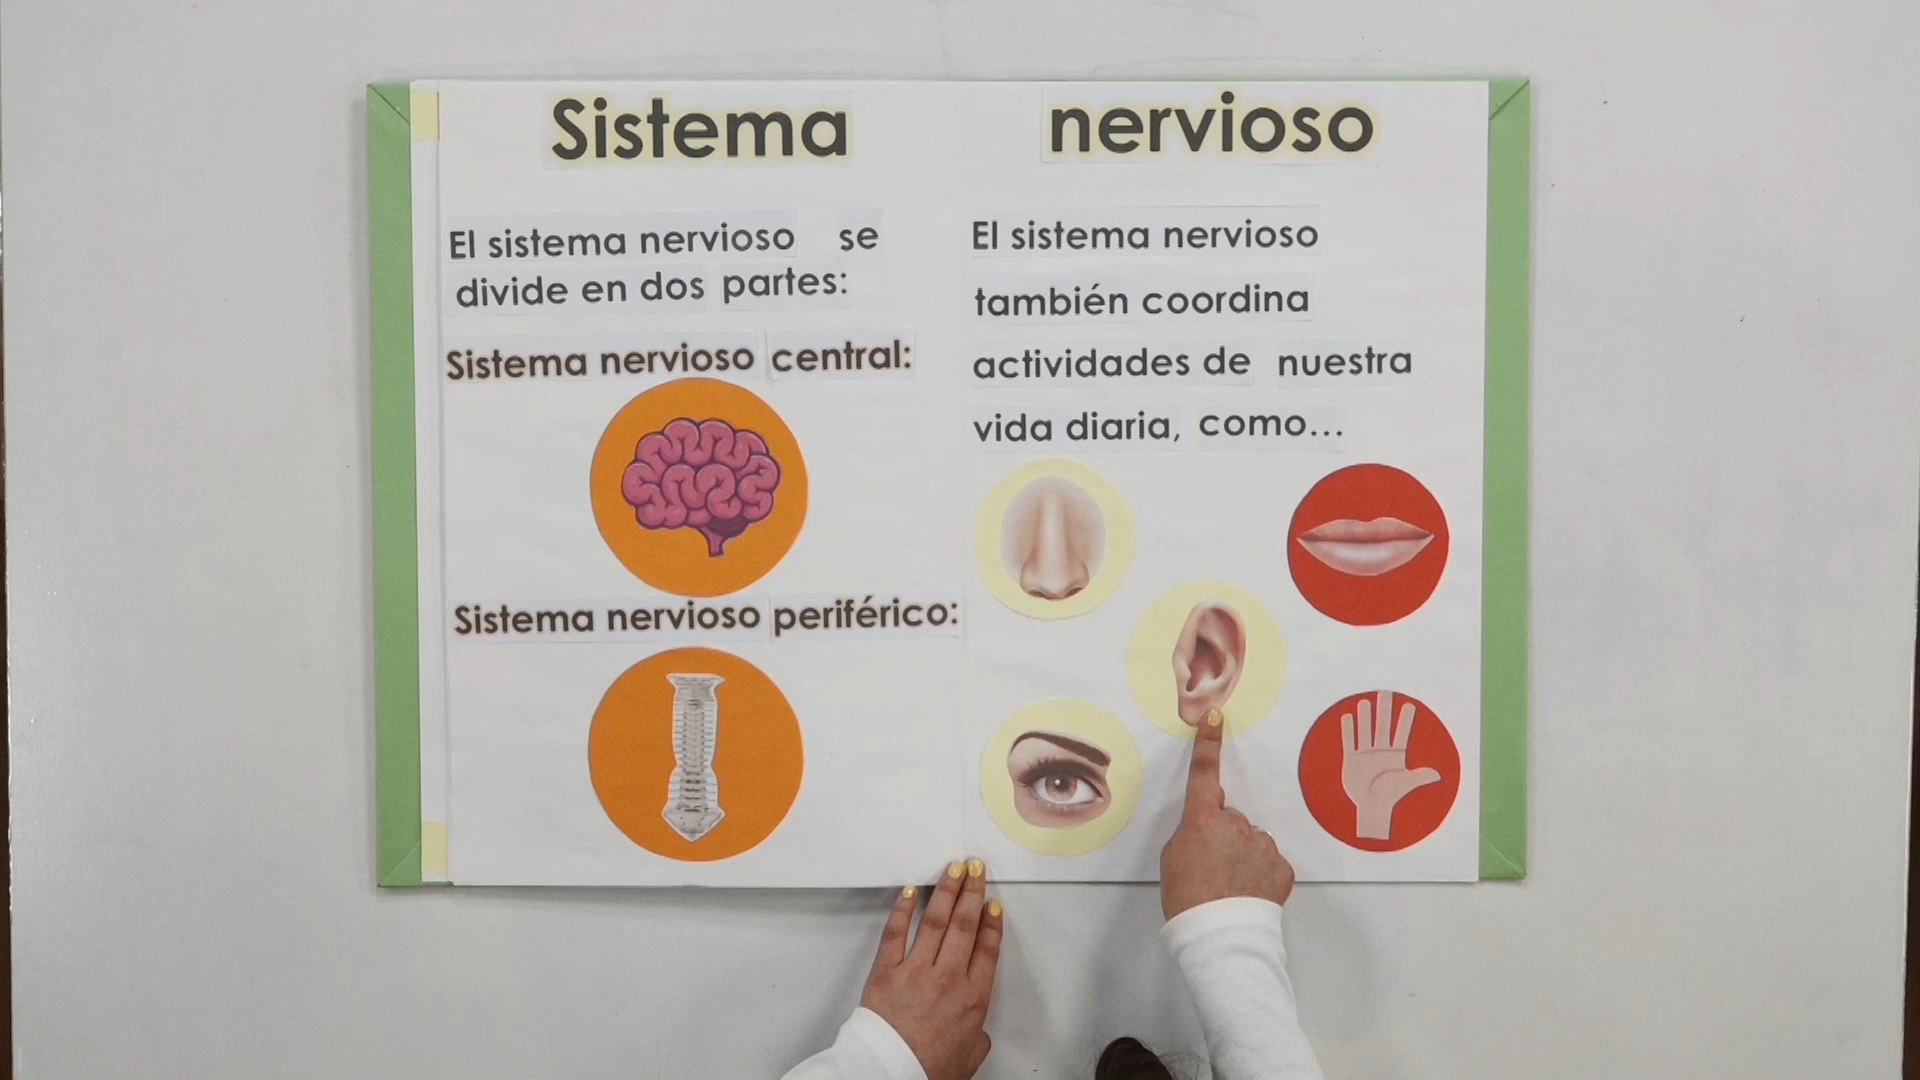 Sistema nervioso
El sistema nervioso se
divide en dos partes:
Sistema nervioso central:
Sistema nervioso periférico:
El sistema nervioso
también coordina
actividades de nuestra
vida diaria, como...